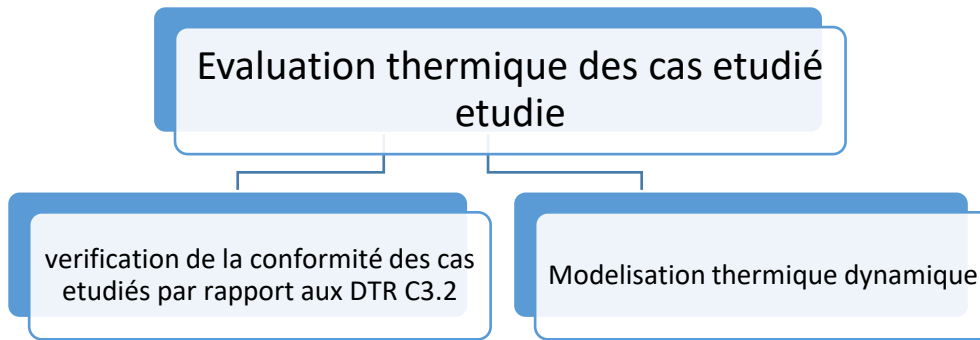 Evaluation thermique des cas etudié
etudie
verification de la conformité des cas
etudiés par rapport aux DTR C3.2
Modelisation thermique dynamique